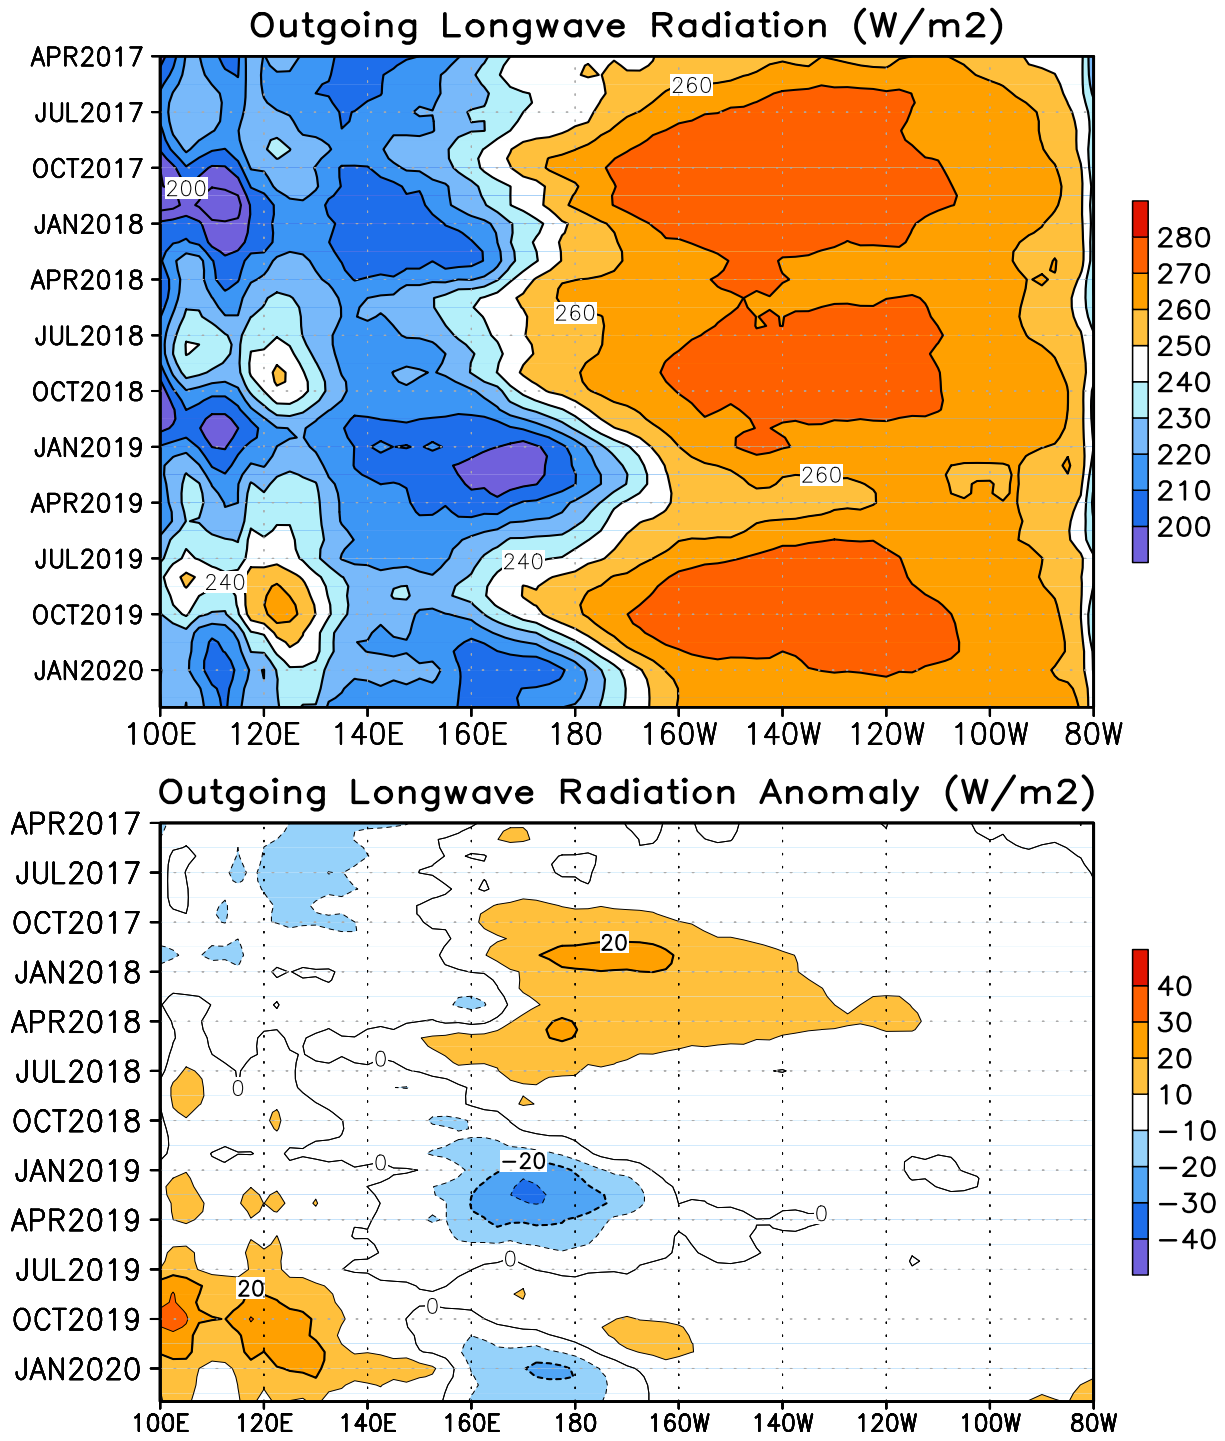 Outgoing Longwave Radiation (W/m2)
APR2017
JUL2017
OCT2017
JAN2018
APR2018
JUL2018
OCT2018
JAN2019
APR2019
JUL2019
OCT2019
JAN2020
260
200
260
260
240
240
100E 120E 140E 160E 180 160W 140W 120W 100W 80W
280
270
260
250
240
230
220
210
200
Outgoing Longwave Radiation Anomaly (W/m2)
APR2017
JUL2017
OCT2017
JAN2018
APR2018
JUL2018
OCT2018
JAN2019
APR2019
JUL2019
OCT2019
JAN2020
20
0
0
0
-20
0
0
20
0
100E 120E 140E 160E 180 160W 140W 120W 100W 80W
40
30
20
10
-10
-20
-30
-40